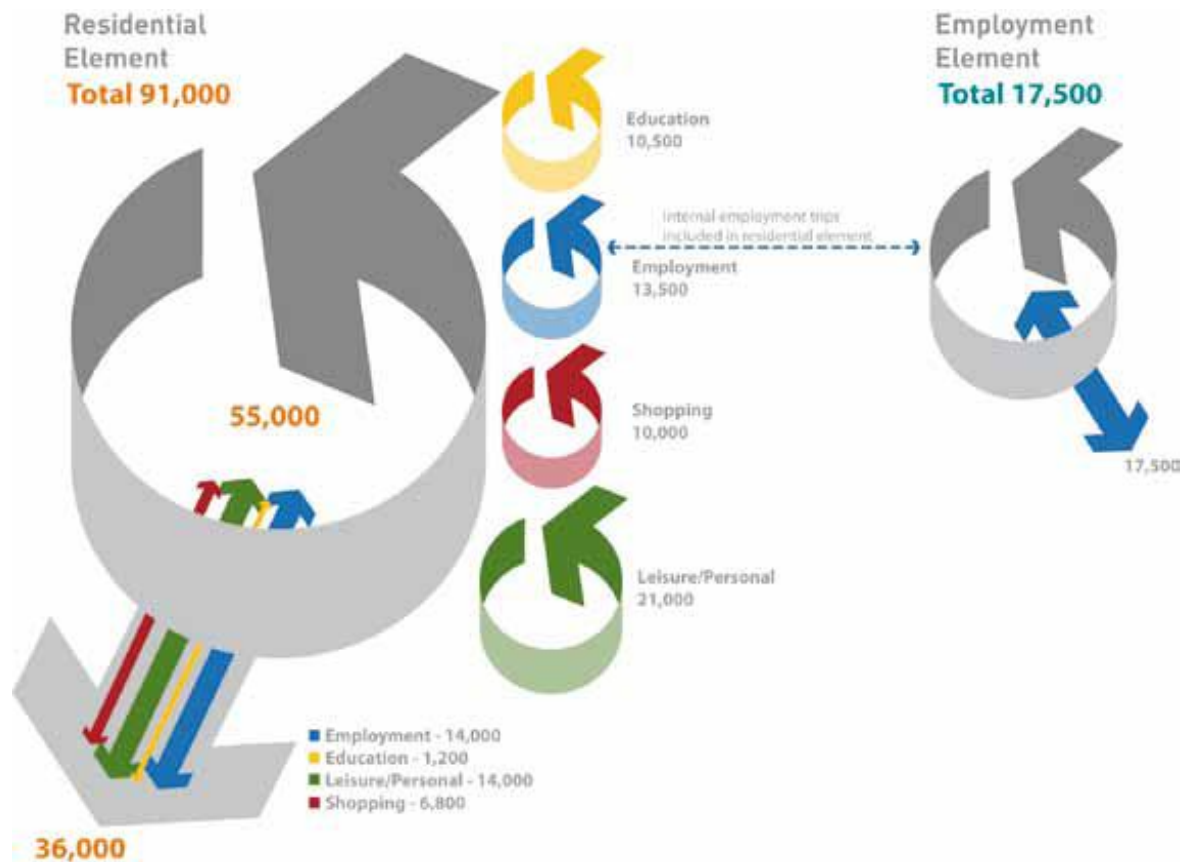 Residential
Element
Total 91,000
Employment
Element
Total 17,500
Education
10,500
Internal employment trips
included in residential element
Employment
13,500
55,000
Shopping
10,000
17,500
Leisure/Personal
21,000
Employment - 14,000
Education - 1,200
Leisure/Personal - 14,000
Shopping - 6,800
36,000